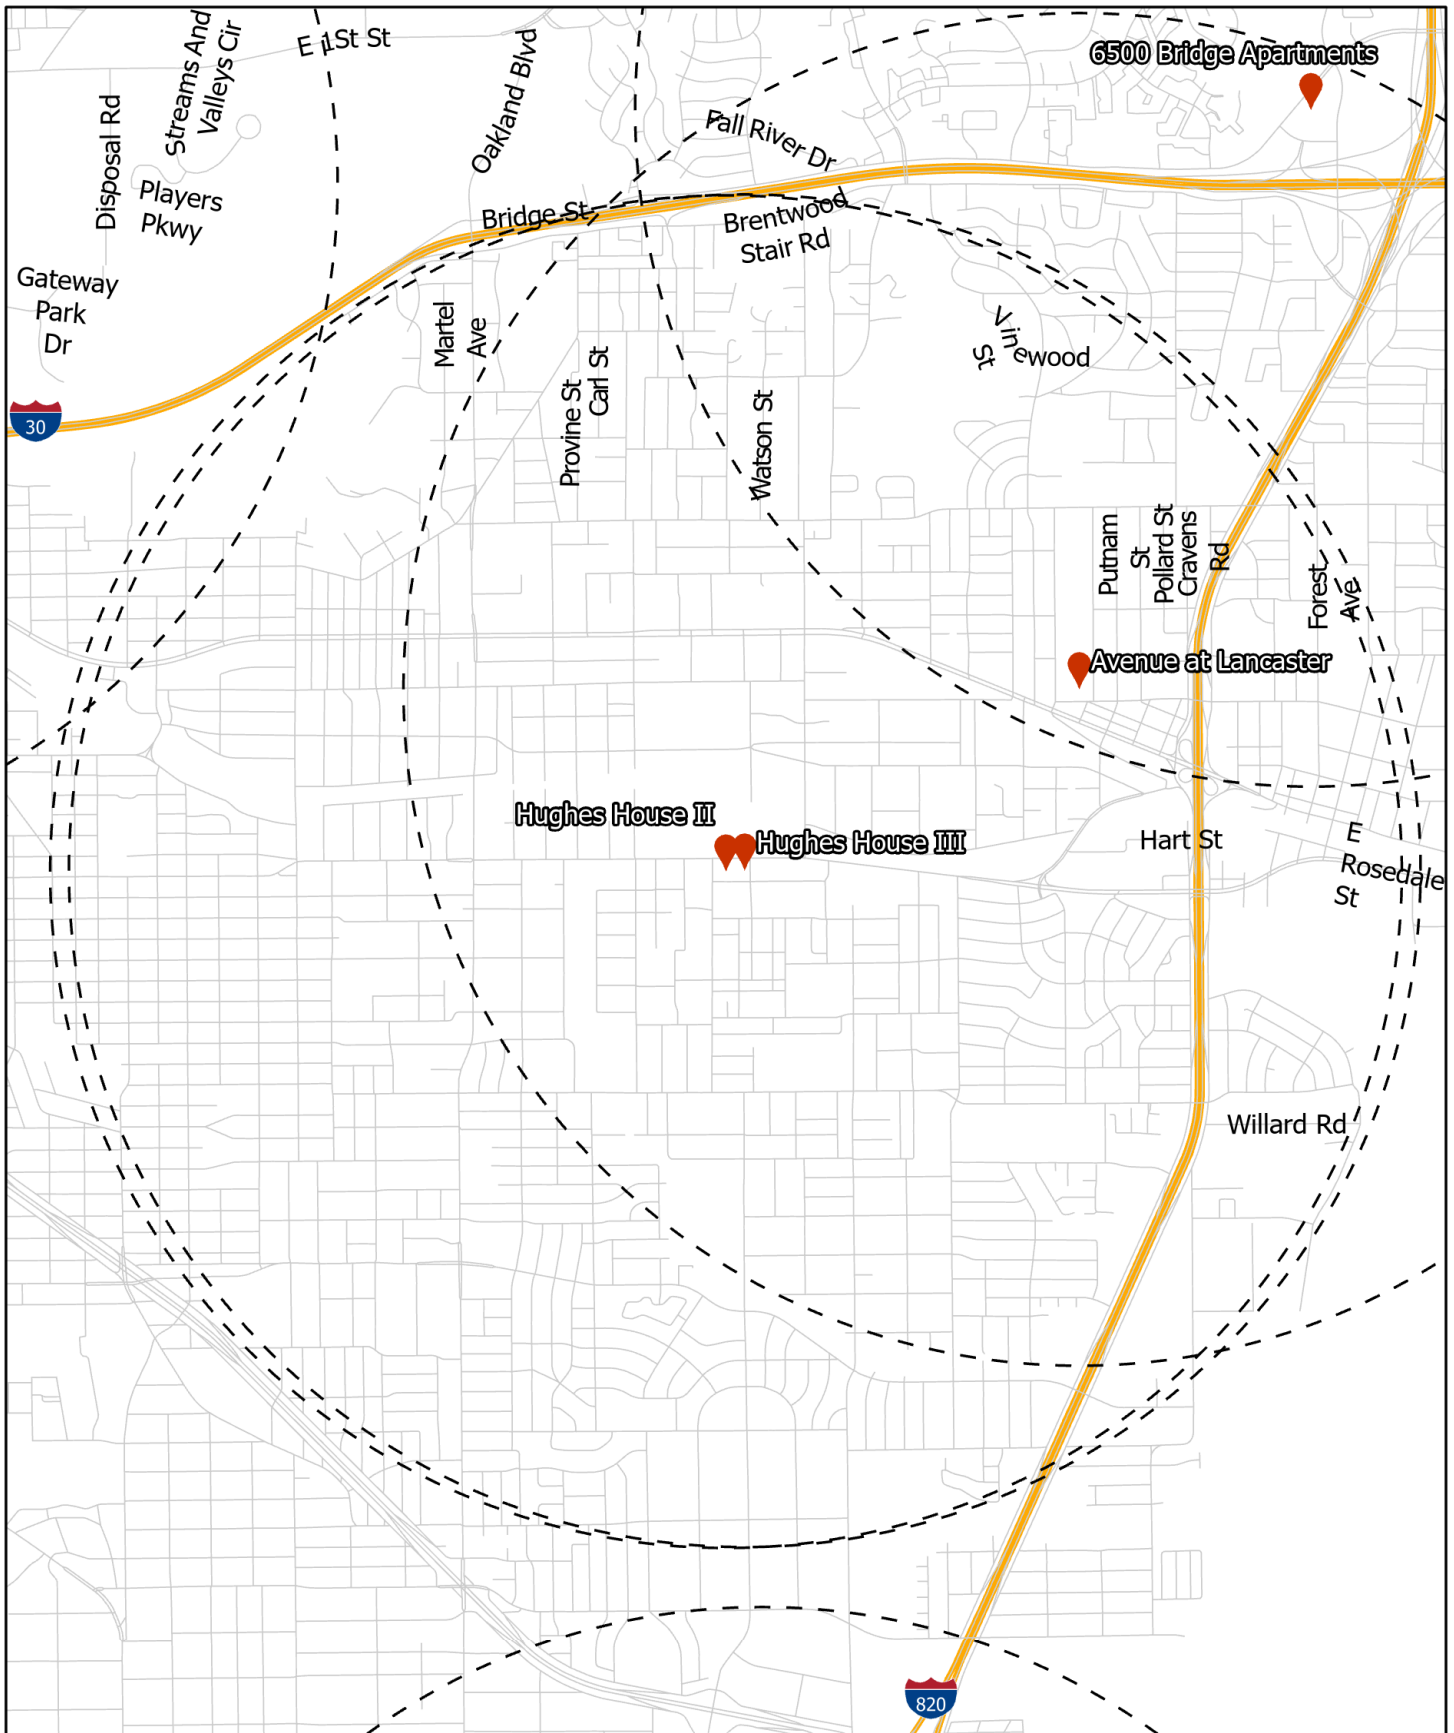 E 1St St
Streams And
Valleys Cir
Oakland Blvd
6500 Bridge Apartments
Disposal Rd
Fall River Dr
Players
Pkwy
Bridge St
Brentwood
Stair Rd
Gateway
Park
Dr
Martel
Ave
Vinewood
St
Carl St
Provine St
Watson St
30
Putnam
St
Pollard St
Cravens
Rd
Forest
Ave
Avenue at Lancaster
Hughes House II
Hughes House III
Hart St
E
Rosedale
St
Willard Rd
820